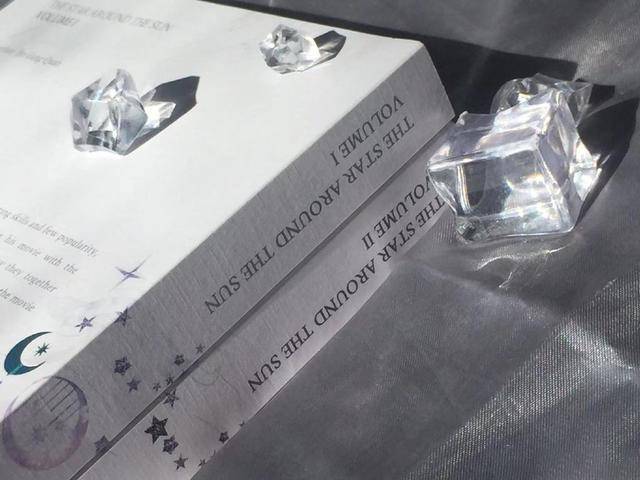 THE STAR AROUND THE SUN
VOLUME I
skills and few popularity,
his movie with the
they together
the movie
THE STAR AROUND THE SUN
VOLUME I
THE STAR AROUND THE SUN
VOLUME II